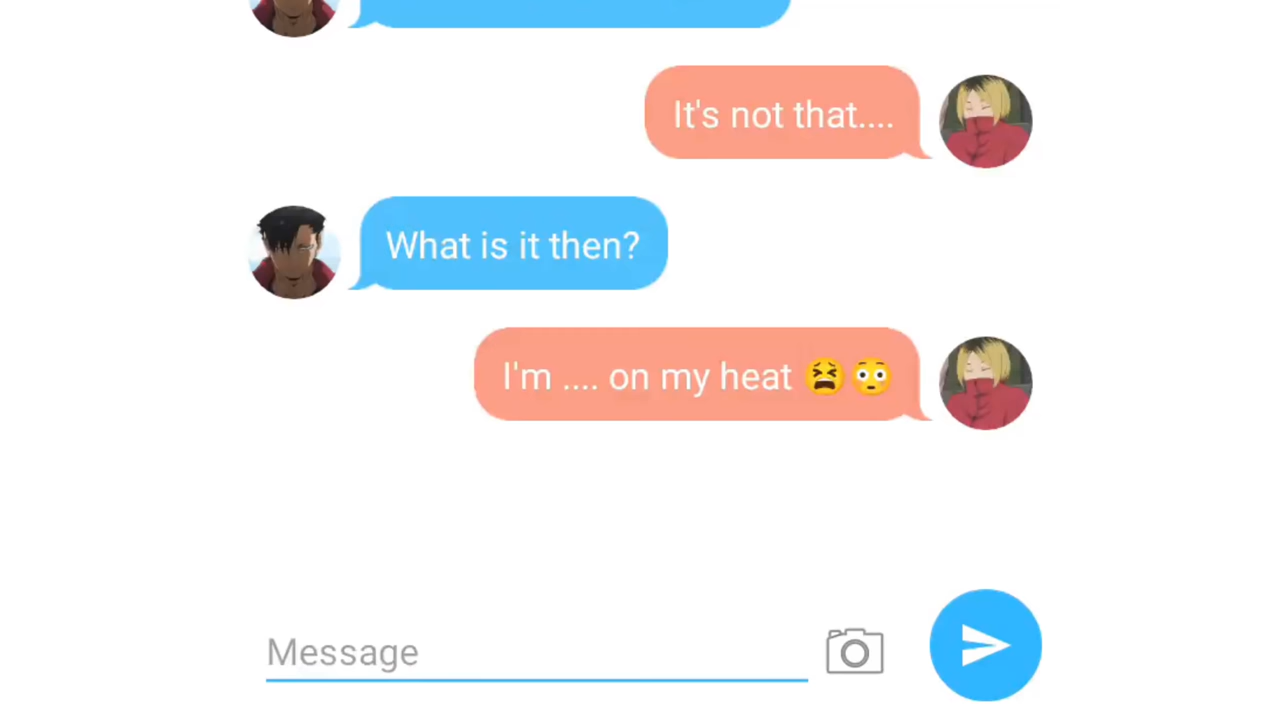 It's not that....
What is it then?
I'm .... on my heat 😫😳
Message